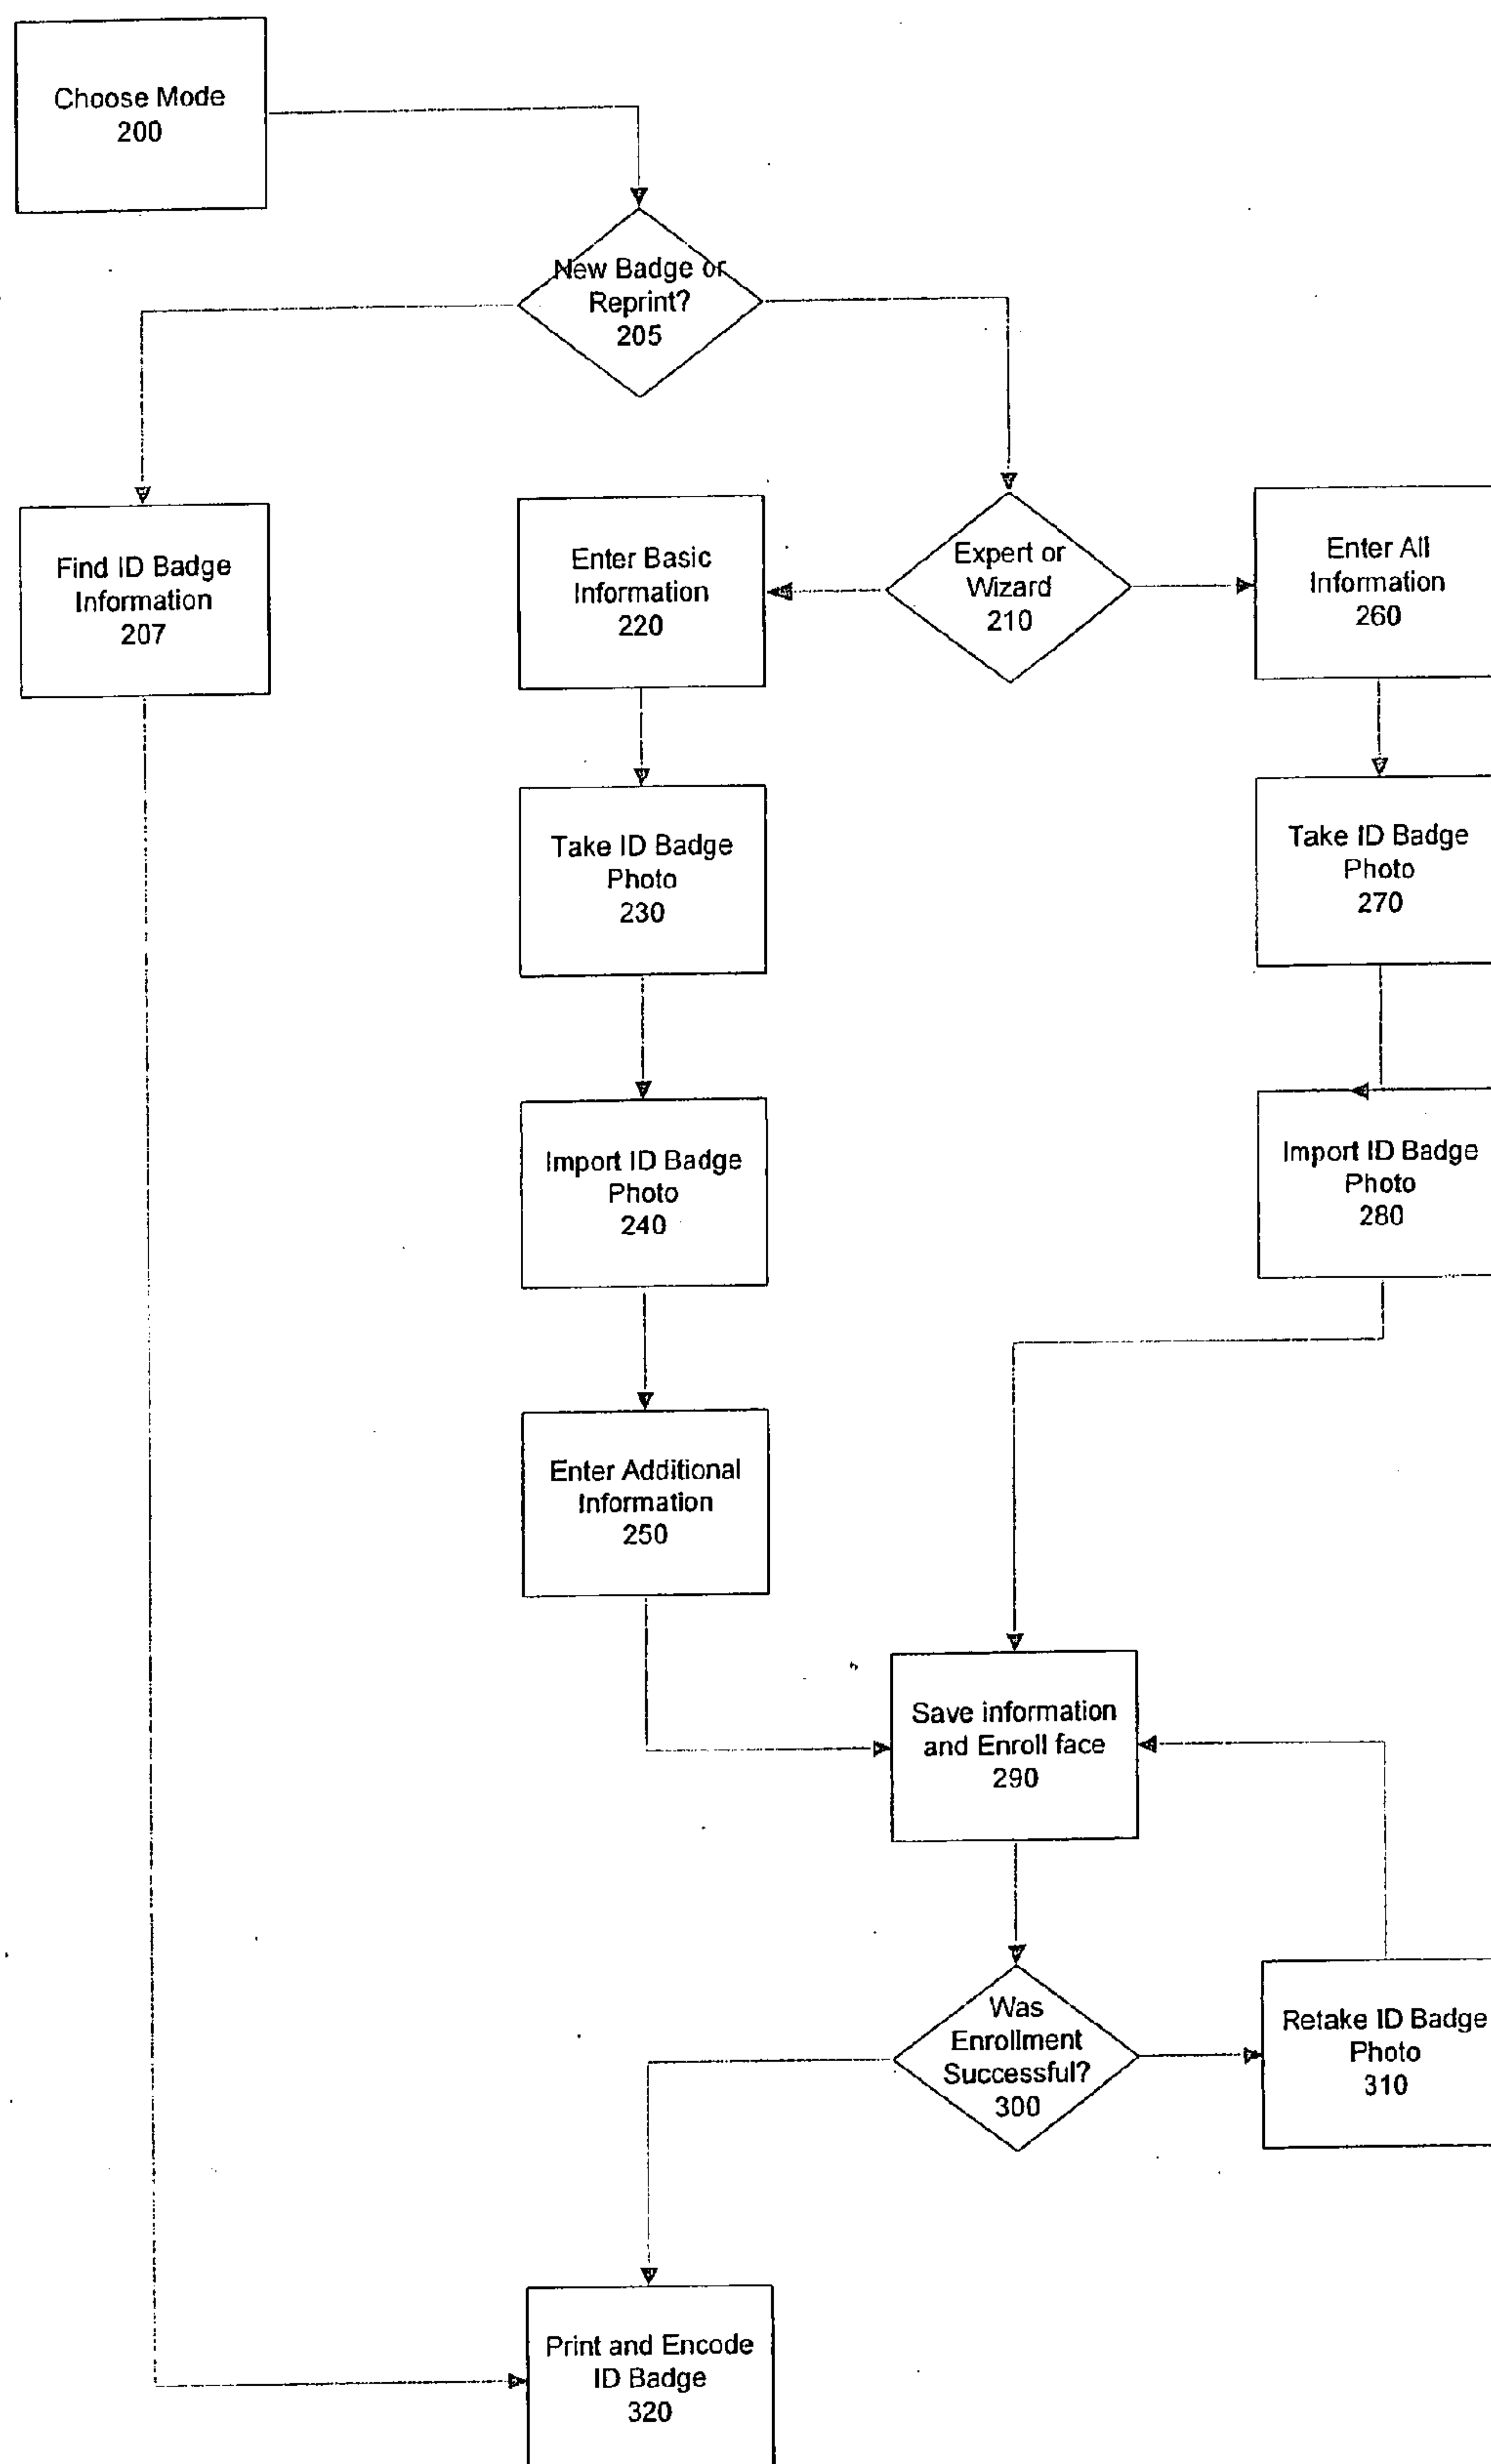 Choose Mode
200
New Badge or
Reprint?
205
Find ID Badge
Information
207
Enter Basic
Information
220
Expert or
Wizard
210
Enter All
Information
260
Take ID Badge
Photo
230
Take ID Badge
Photo
270
Import ID Badge
Photo
240
Import ID Badge
Photo
280
Enter Additional
Information
250
Save information
and Enroll face
290
Was
Enrollment
Successful?
300
Retake ID Badge
Photo
310
Print and Encode
ID Badge
320